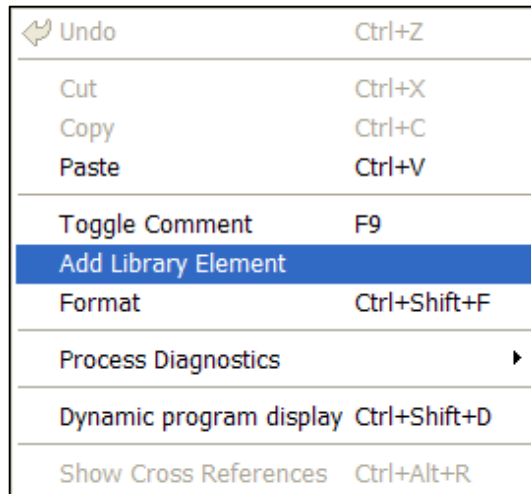 Undo Ctrl+Z
Cut Ctrl+X
Copy Ctrl+C
Paste Ctrl+V
Toggle Comment F9
Add Library Element
Format Ctrl+Shift+F
Process Diagnostics
Dynamic program display Ctrl+Shift+D
Show Cross References Ctrl+Alt+R